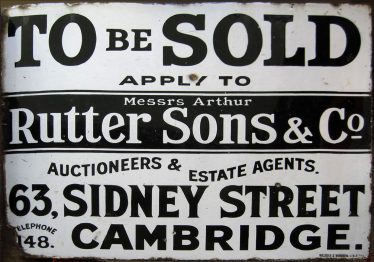 TO BE SOLD
APPLY TO
Messrs Arthur
Rutter Sons & Co
AUCTIONEERS & ESTATE AGENTS.
63, SIDNEY STREET
TELEPHONE
148. CAMBRIDGE.